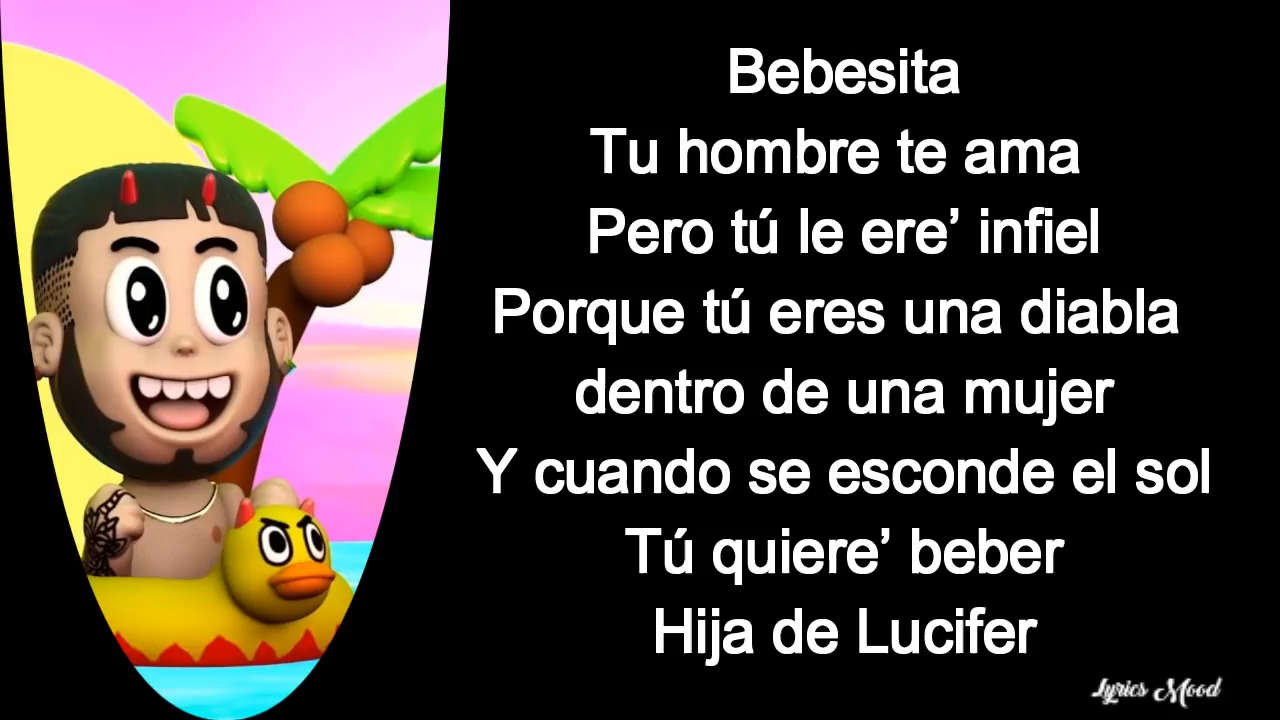 Bebesita
Tu hombre te ama
Pero tú le ere’ infiel
Porque tú eres una diabla
dentro de una mujer
Y cuando se esconde el sol
Tú quiere’ beber
Hija de Lucifer
Lyrics Mood